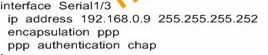 interface Serial1/3
ip address 192.168.0.9 255.255.255.252
encapsulation ppp
ppp authentication chap